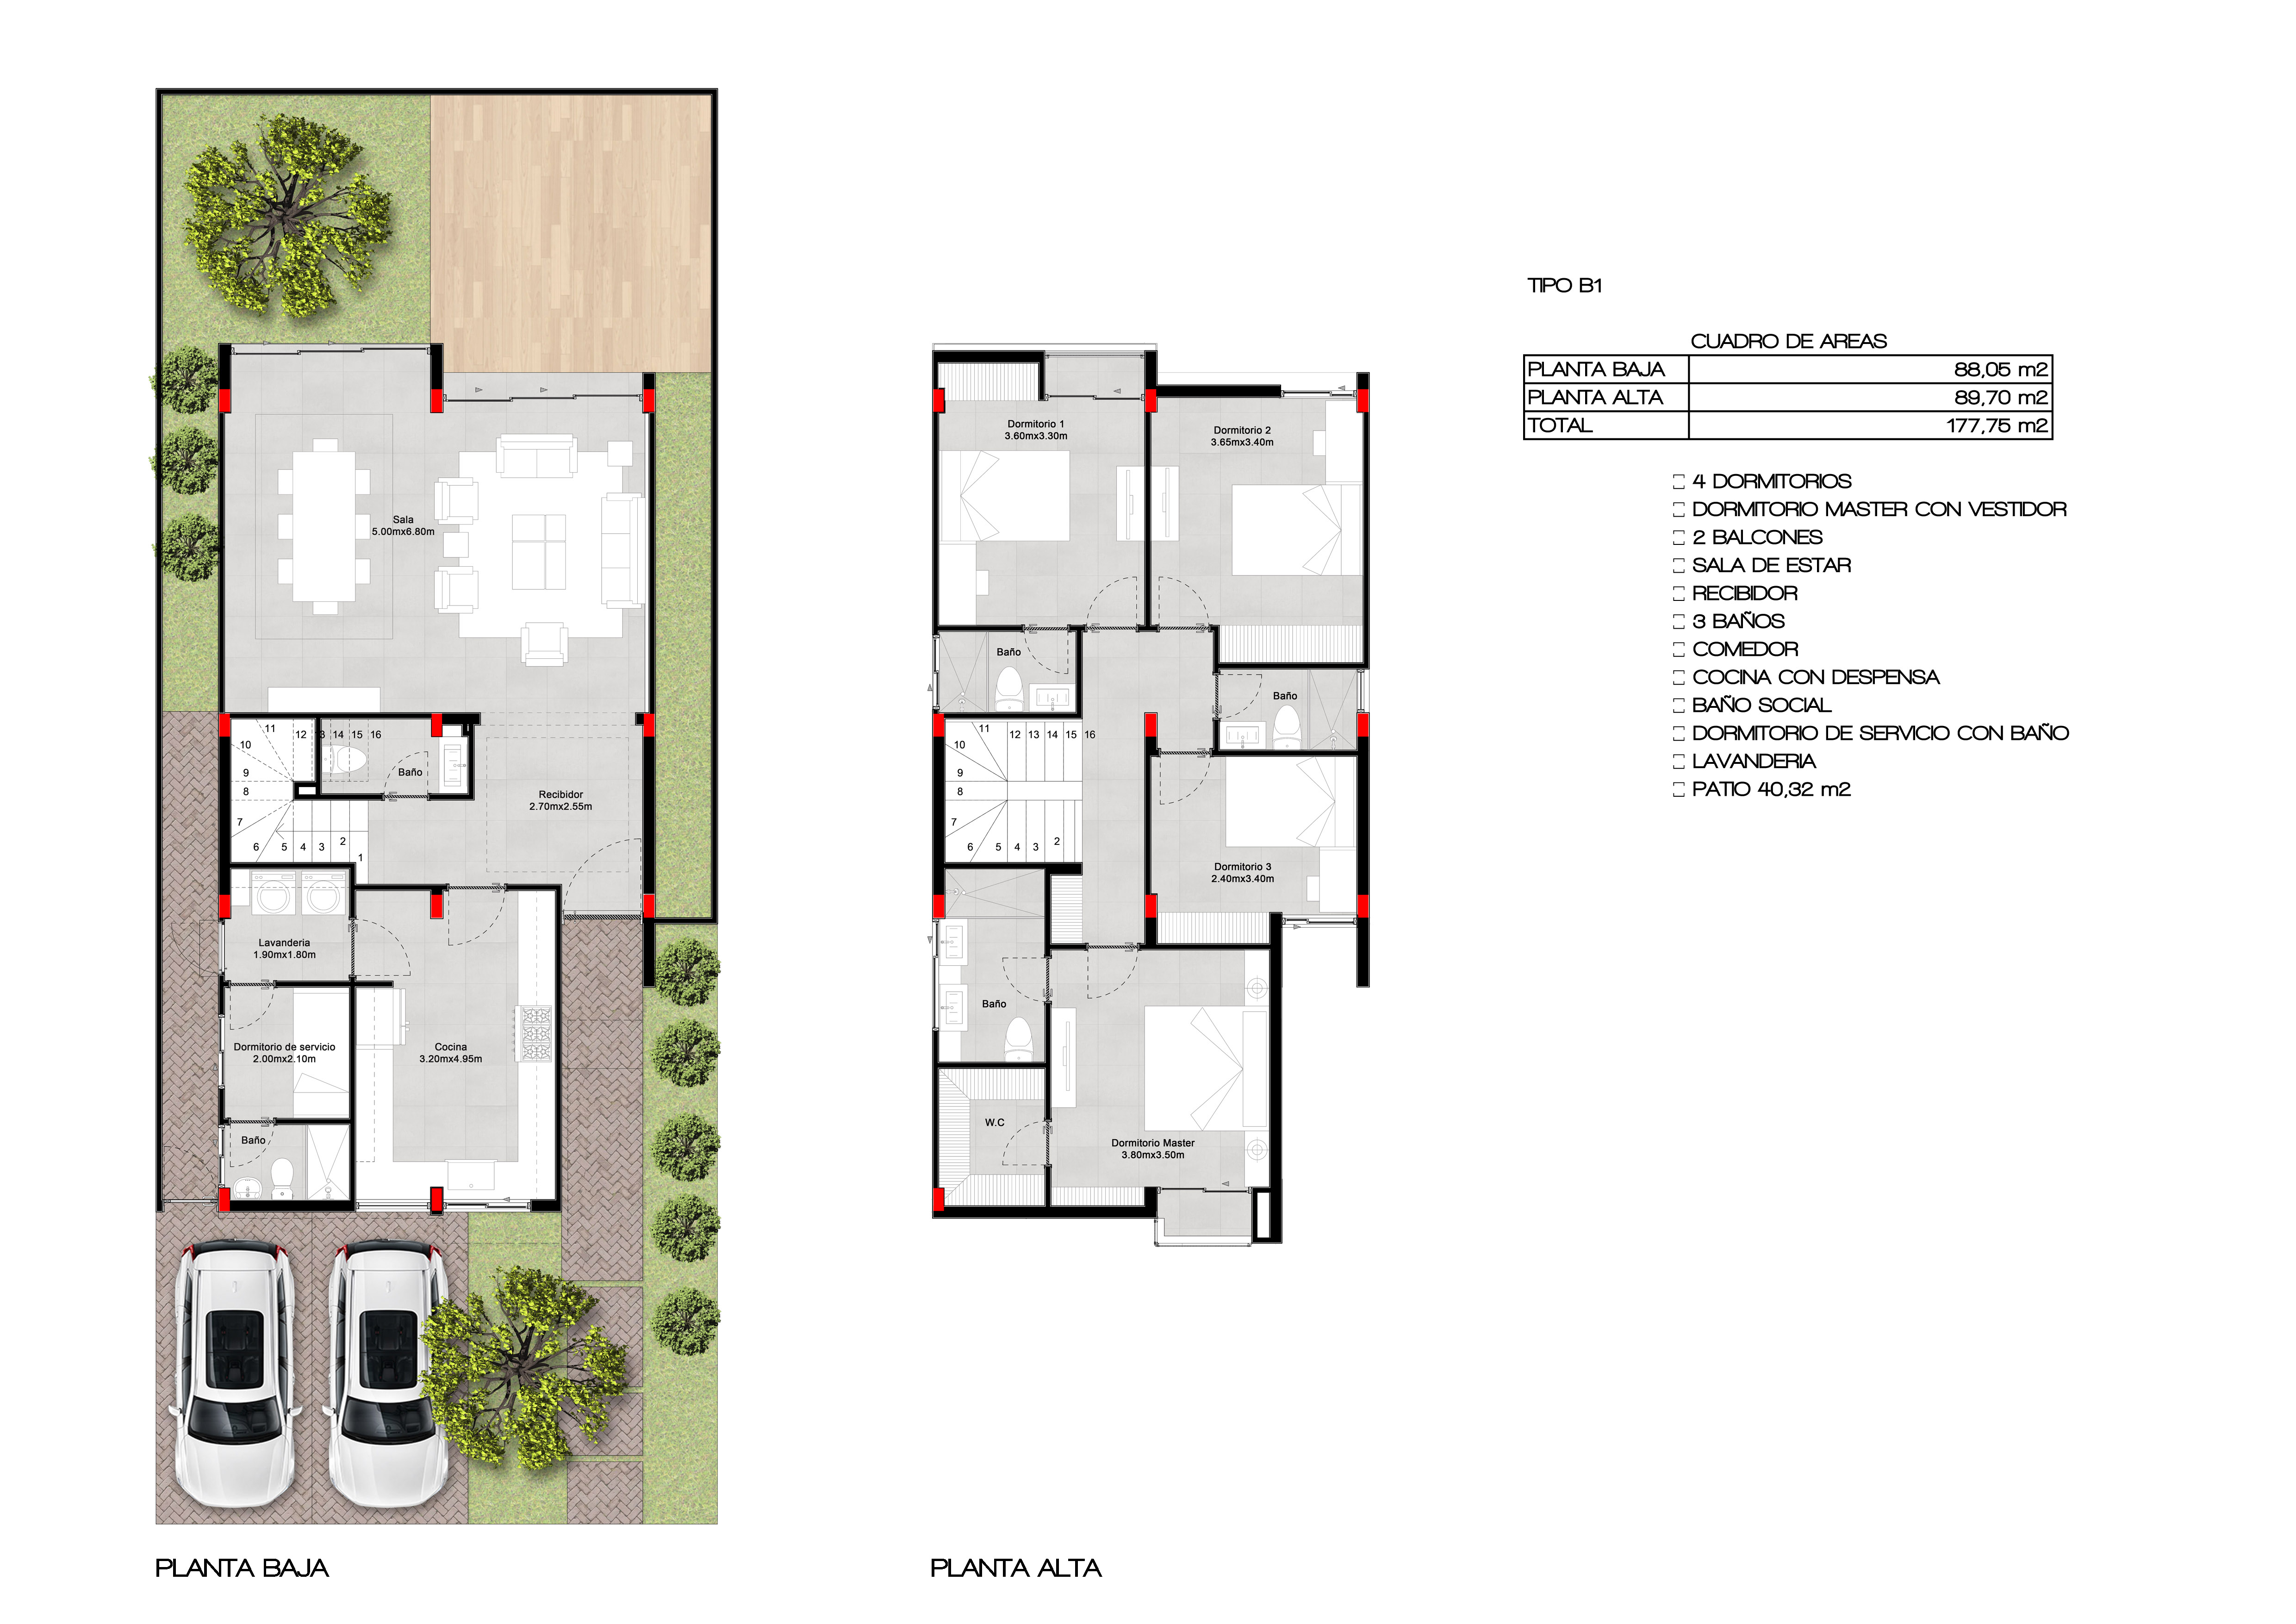 TIPO B1
CUADRO DE AREAS
PLANTA BAJA 88,05 m2
PLANTA ALTA 89,70 m2
TOTAL 177,75 m2
4 DORMITORIOS
DORMITORIO MASTER CON VESTIDOR
2 BALCONES
SALA DE ESTAR
RECIBIDOR
3 BAÑOS
COMEDOR
COCINA CON DESPENSA
BAÑO SOCIAL
DORMITORIO DE SERVICIO CON BAÑO
LAVANDERIA
PATIO 40,32 m2
Sala
5.00mx6.80m
11
10
12
3
14
15
16
9
8
7
6
5
4
3
2
1
Baño
Recibidor
2.70mx2.55m
Lavanderia
1.90mx1.80m
Dormitorio de servicio
2.00mx2.10m
Cocina
3.20mx4.95m
Baño
PLANTA BAJA
Dormitorio 1
3.60mx3.30m
Dormitorio 2
3.65mx3.40m
Baño
Baño
11
10
12
13
14
15
16
9
8
7
6
5
4
3
2
Dormitorio 3
2.40mx3.40m
Baño
W.C
Dormitorio Master
3.80mx3.50m
PLANTA ALTA